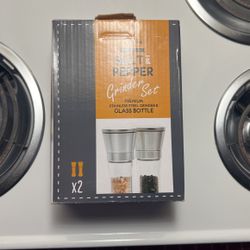 SALT &
PEPPER
Grinder Set
PREMIUM
STAINLESS STEEL GRINDER &
GLASS BOTTLE
x2